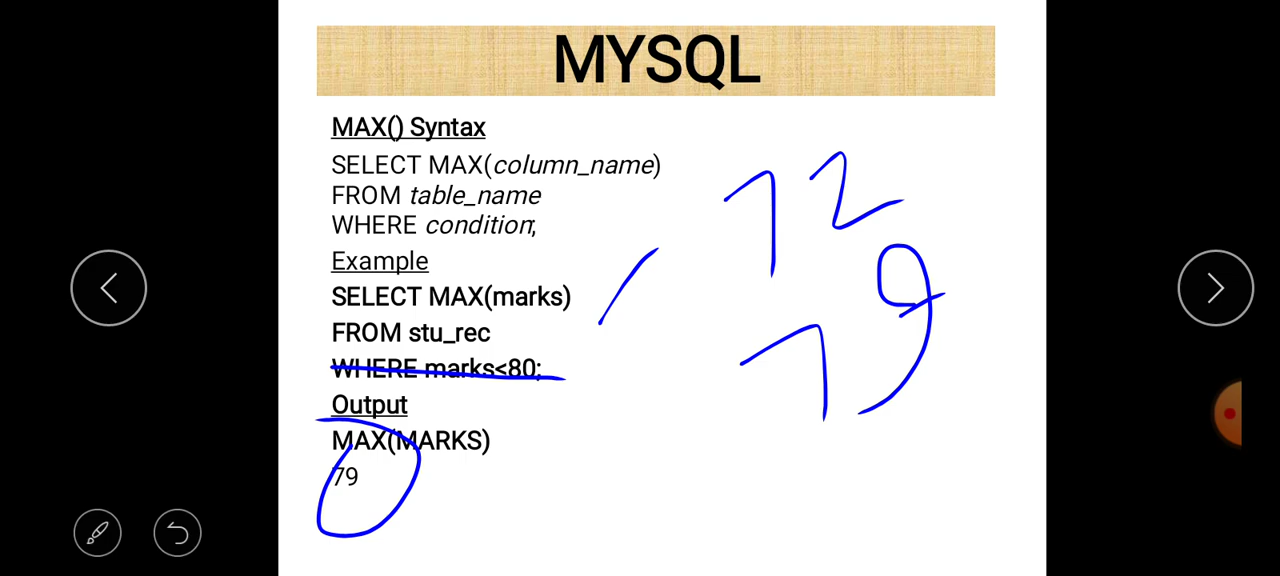 MYSQL
MAX() Syntax
SELECT MAX(column_name)
FROM table_name
WHERE condition;
Example
SELECT MAX(marks)
FROM stu_rec
WHERE marks<80;
Output
MAX(MARKS)
79
72
79